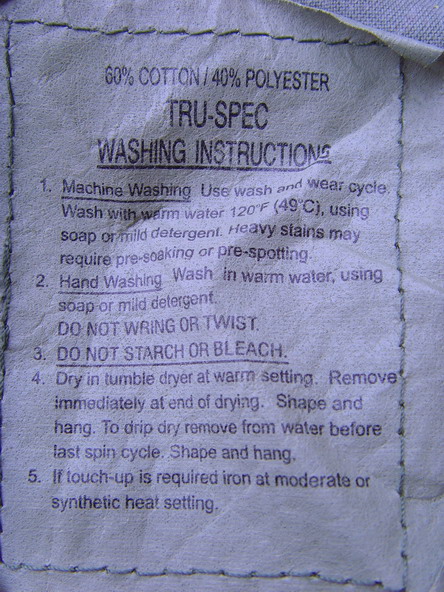 60% COTTON / 40% POLYESTER
TRU-SPEC
WASHING INSTRUCTIONS
1. Machine Washing Use wash and wear cycle.
Wash with warm water 120°F (49°C), using
soap or mild detergent. Heavy stains may
require pre-soaking or pre-spotting.
2. Hand Washing Wash in warm water, using
soap or mild detergent.
DO NOT WRING OR TWIST.
3. DO NOT STARCH OR BLEACH.
4. Dry in tumble dryer at warm setting. Remove
immediately at end of drying. Shape and
hang. To drip dry remove from water before
last spin cycle. Shape and hang.
5. If touch-up is required iron at moderate or
synthetic heat setting.